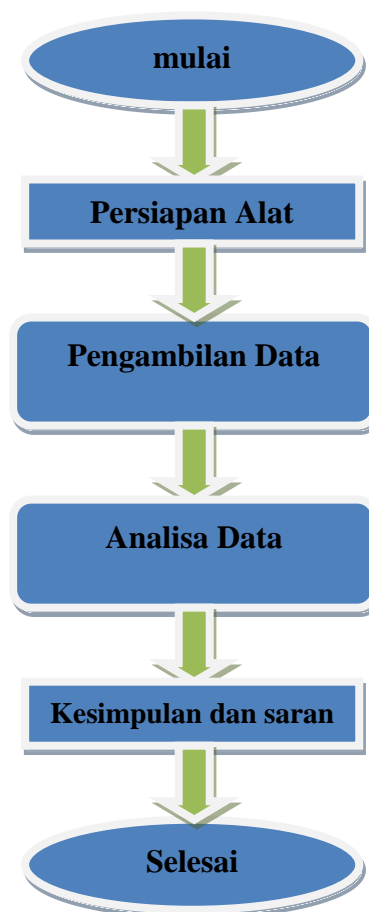 mulai
Persiapan Alat
Pengambilan Data
Analisa Data
Kesimpulan dan saran
Selesai